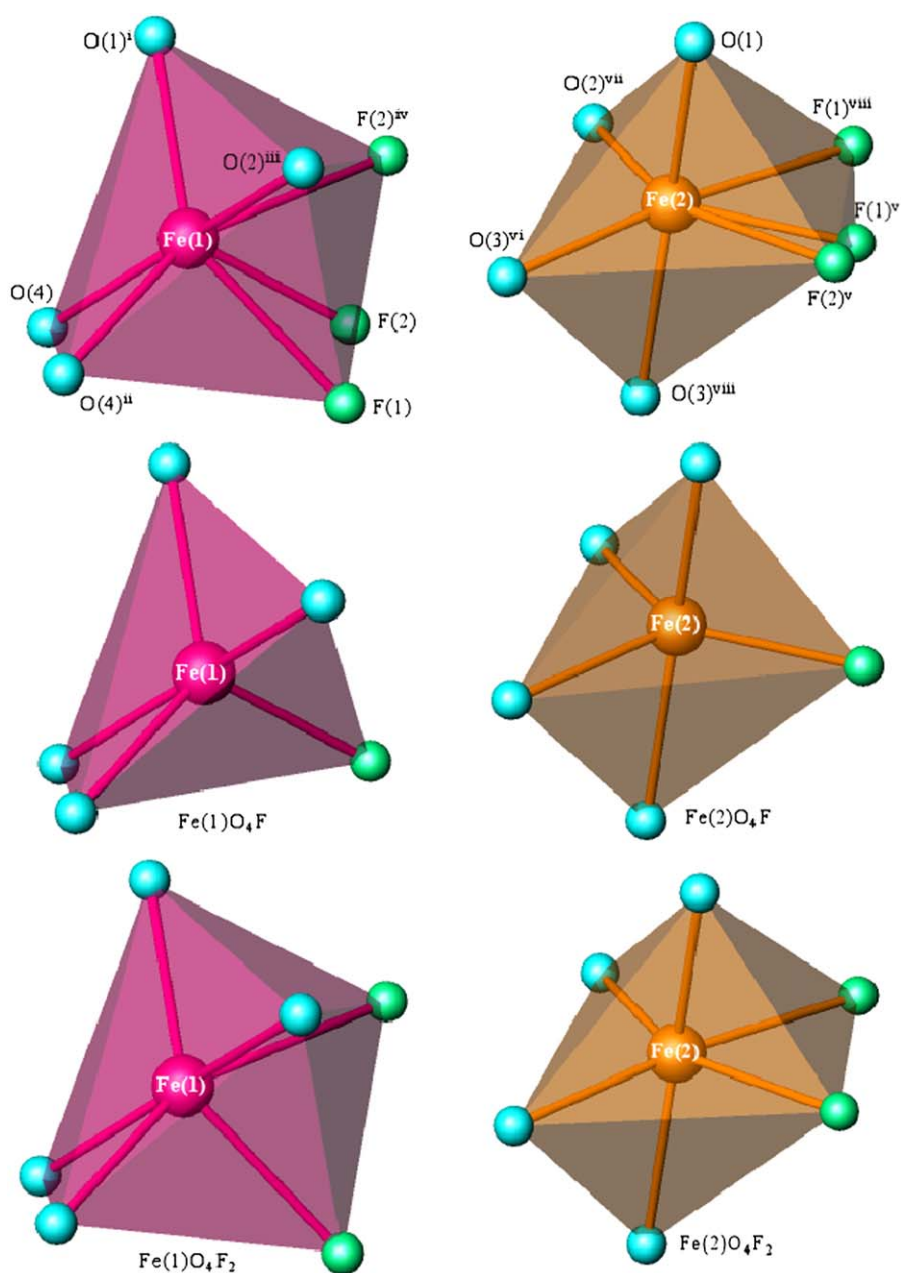 O(1)ⁱ
O(1)
O(2)ᵛⁱⁱ
F(2)ⁱᵛ
F(1)ᵛⁱⁱⁱ
O(2)ⁱⁱⁱ
Fe(1)
Fe(2)
F(1)ᵛ
O(3)ᵛⁱ
O(4)
F(2)
F(2)ᵛ
O(4)ⁱⁱ
F(1)
O(3)ᵛⁱⁱⁱ
Fe(1)
Fe(2)
Fe(1)O₄F
Fe(2)O₄F
Fe(1)
Fe(2)
Fe(1)O₄F₂
Fe(2)O₄F₂